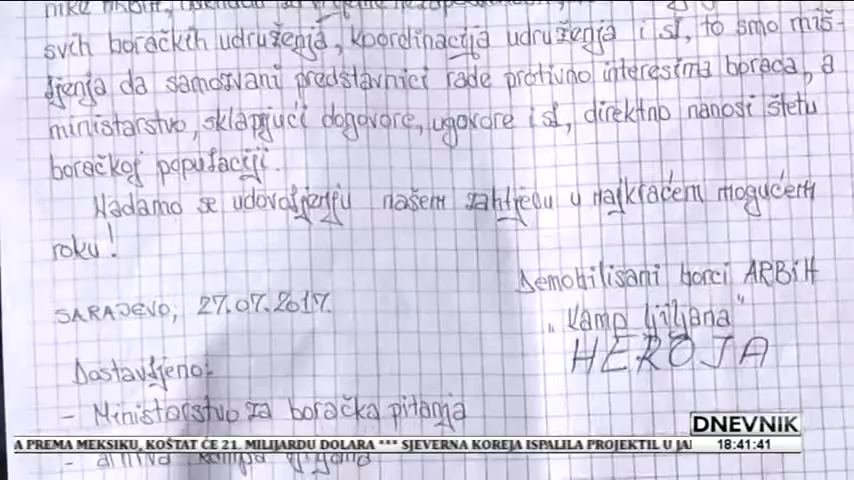 svih boračkih udruženja, koordinacija udruženja i sl, to smo miš-
ljenja da samozvani predstavnici rade protivno interesima boraca, a
ministarstvo, sklapjući dogovore, ugovore i sl, direktno nanosi štetu
boračkoj populaciji.
Nadamo se udovoljenju našem zahtjevu u najkraćem mogućem
roku!
Demobilisani borci ARBiH
SARAJEVO, 27.07.2017.
"Kamp ljiljana"
HEROJA
Dostavljeno:
- Ministarstvo za boračka pitanja
DNEVNIK
A PREMA MEKSIKU, KOŠTAT ĆE 21. MILIJARDU DOLARA *** SJEVERNA KOREJA ISPALILA PROJEKTIL U JA
18:41:41